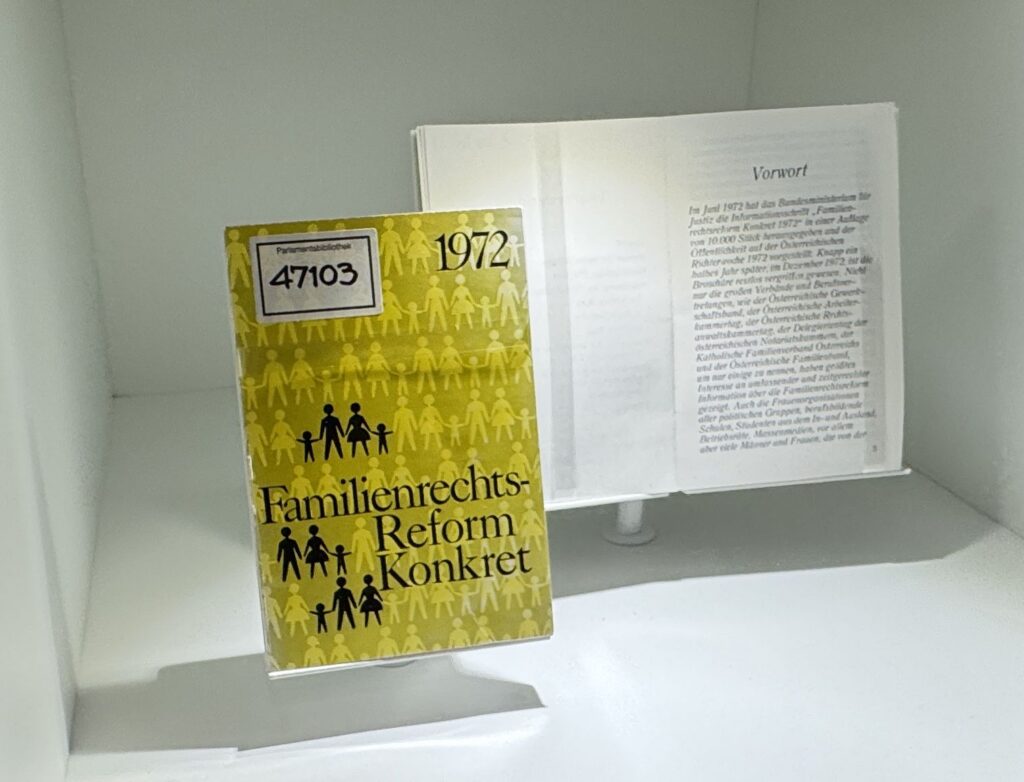 Parlamentsbibliothek
47103
1972
Familienrechts-
Reform
Konkret
Vorwort
Im Juni 1972 hat das Bundesministerium für
Justiz die Informationsschrift „Familien-
rechtsreform Konkret 1972“ in einer Auflage
von 10.000 Stück herausgegeben und der
Öffentlichkeit auf der Österreichischen
Richterwoche 1972 vorgestellt. Knapp ein
halbes Jahr später, im Dezember 1972, ist die
Broschüre restlos vergriffen gewesen. Nicht
nur die großen Verbände und Berufsver-
tretungen, wie der Österreichische Gewerk-
schaftsbund, der Österreichische Arbeiter-
kammertag, der Österreichische Rechts-
anwaltskammertag, der Delegiertentag der
österreichischen Notariatskammern, der
Katholische Familienverband Österreichs
und der Österreichische Familienbund,
um nur einige zu nennen, haben größtes
Interesse an umfassender und zeitgerechter
Information über die Familienrechtsreform
gezeigt. Auch die Frauenorganisationen
aller politischen Gruppen, berufsbildende
Schulen, Studenten aus dem In- und Ausland,
Betriebsräte, Massenmedien, vor allem
aber viele Männer und Frauen, die von der
5